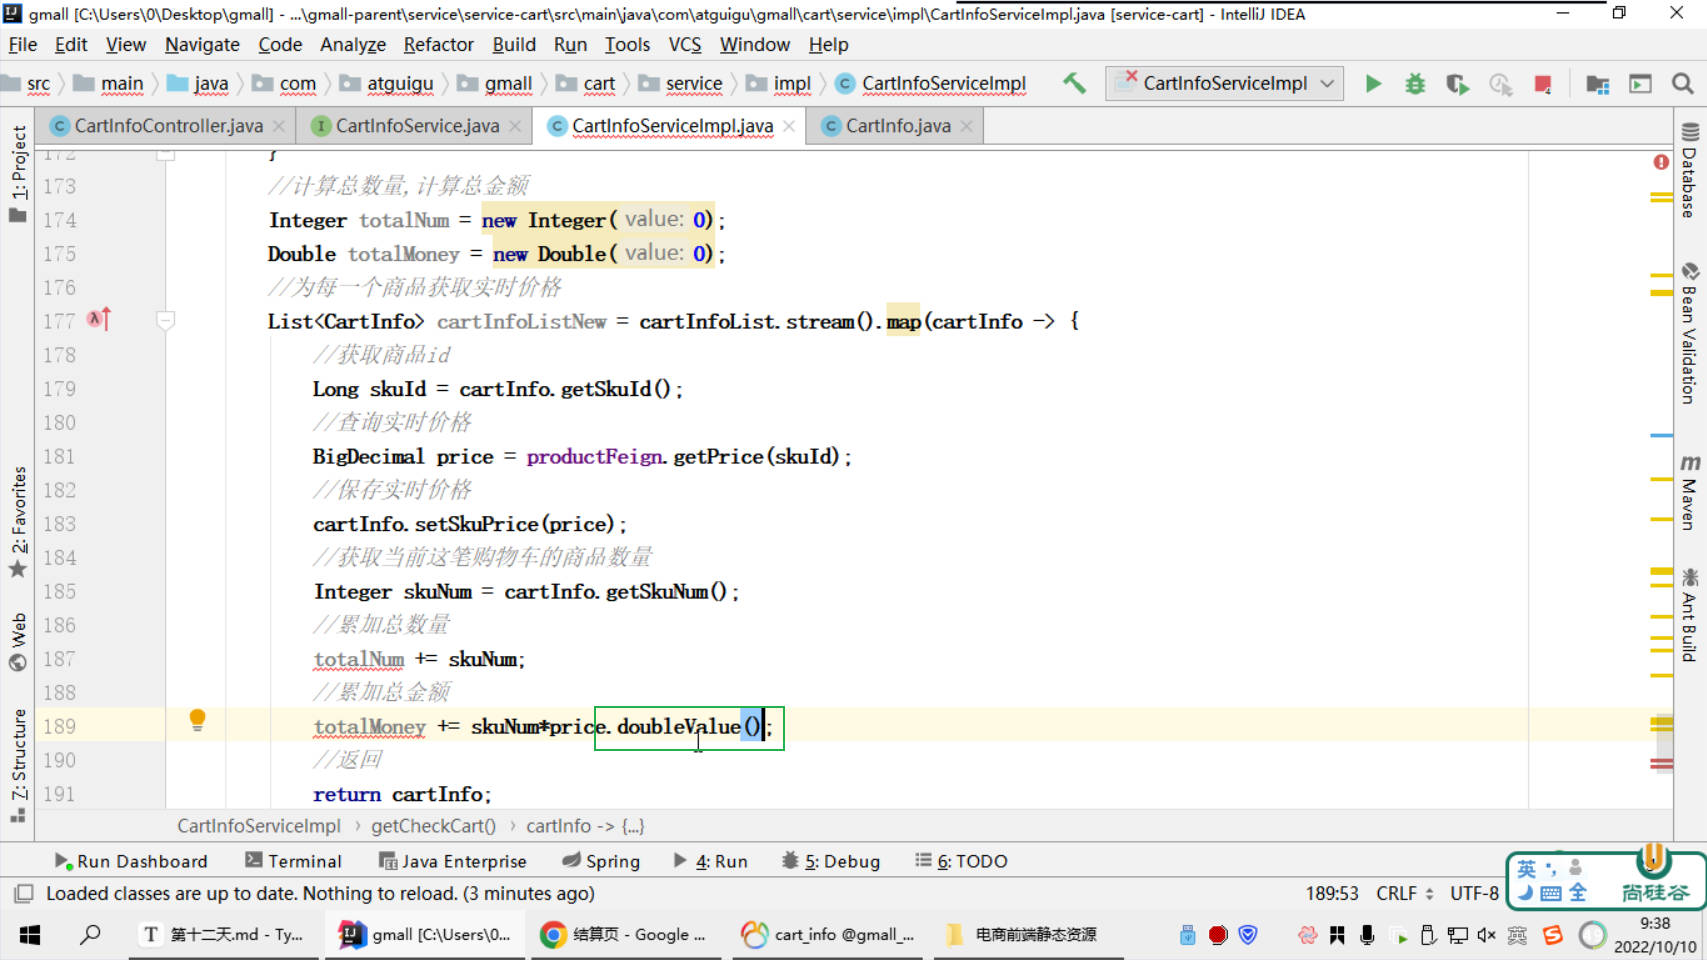 gmall [C:\Users\0\Desktop\gmall] - ...\gmall-parent\service\service-cart\src\main\java\com\atguigu\gmall\cart\service\impl\CartInfoServiceImpl.java [service-cart] - IntelliJ IDEA
File Edit View Navigate Code Analyze Refactor Build Run Tools VCS Window Help
src main java com atguigu gmall cart service impl CartInfoServiceImpl CartInfoServiceImpl
CartInfoController.java CartInfoService.java CartInfoServiceImpl.java CartInfo.java
172 }
173 //计算总数量,计算总金额
174 Integer totalNum = new Integer( value: 0);
175 Double totalMoney = new Double( value: 0);
176 //为每一个商品获取实时价格
177 List<CartInfo> cartInfoListNew = cartInfoList.stream().map(cartInfo -> {
178 //获取商品id
179 Long skuId = cartInfo.getSkuId();
180 //查询实时价格
181 BigDecimal price = productFeign.getPrice(skuId);
182 //保存实时价格
183 cartInfo.setSkuPrice(price);
184 //获取当前这笔购物车的商品数量
185 Integer skuNum = cartInfo.getSkuNum();
186 //累加总数量
187 totalNum += skuNum;
188 //累加总金额
189 totalMoney += skuNum*price.doubleValue();
190 //返回
191 return cartInfo;
1: Project
2: Favorites
Web
Z: Structure
Database
Bean Validation
m Maven
Ant Build
CartInfoServiceImpl › getCheckCart() › cartInfo -> {...}
Run Dashboard Terminal Java Enterprise Spring 4: Run 5: Debug 6: TODO
Loaded classes are up to date. Nothing to reload. (3 minutes ago) 189:53 CRLF UTF-8
英 全 尚硅谷
第十二天.md - Ty... gmall [C:\Users\0... 结算页 - Google ... cart_info @gmall_... 电商前端静态资源 英 9:38
2022/10/10